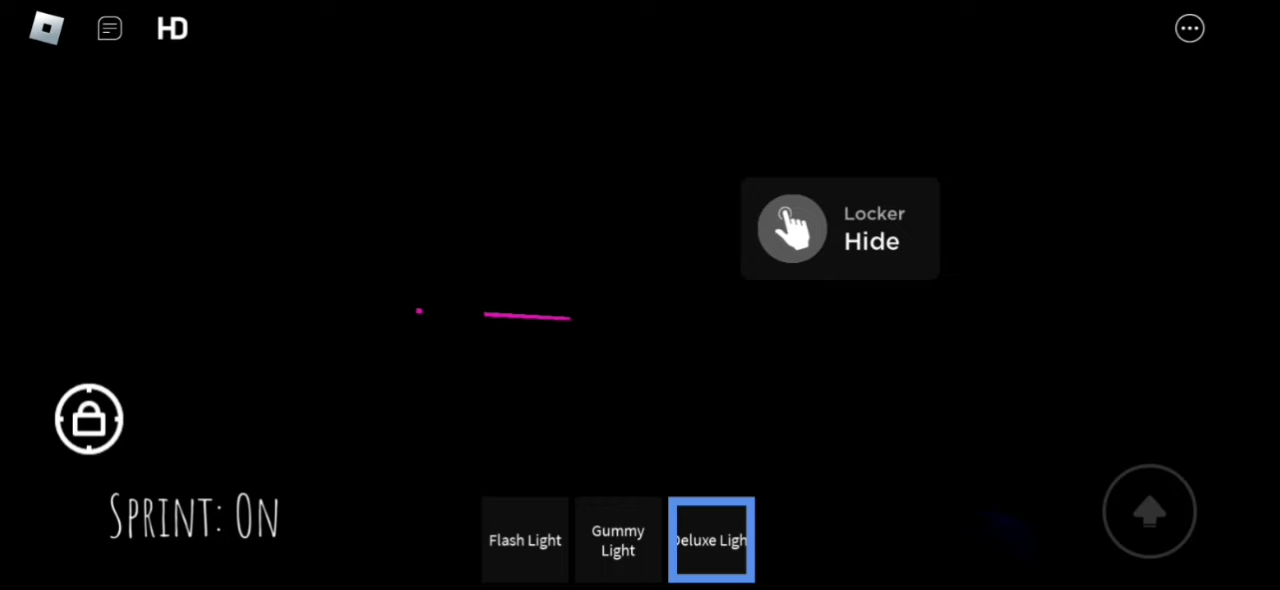 HD
Locker
Hide
Sprint: On
Flash Light
Gummy
Light
Deluxe Ligh